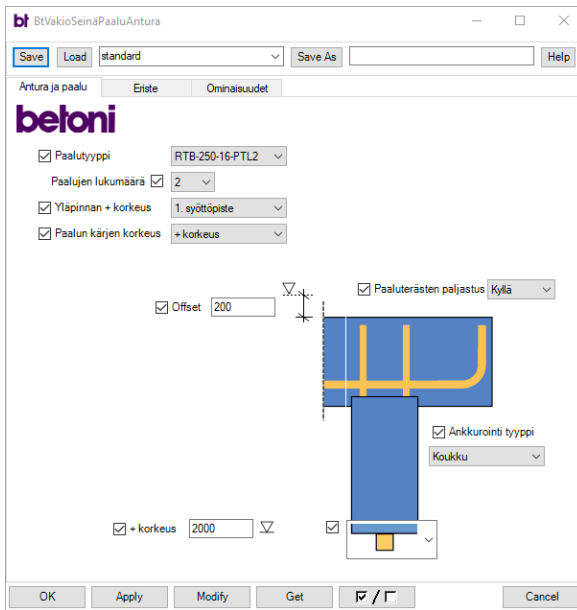 bt BtVakioSeinäPaaluAntura
Save Load standard Save As Help
Antura ja paalu Eriste Ominaisuudet
betoni
Paalutyyppi RTB-250-16-PTL2
Paalujen lukumäärä 2
Yläpinnan + korkeus 1. syöttöpiste
Paalun kärjen korkeus + korkeus
Paaluterästen paljastus Kyllä
Offset 200
Ankkurointi tyyppi
Koukku
+ korkeus 2000
OK Apply Modify Get / Cancel